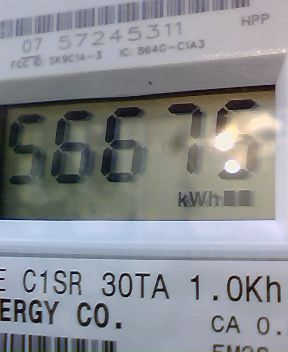 HPP
07 57245311
FCC ID: SK9C1A-3 IC: 864G-C1A3
56675
kWh
E C1SR 30TA 1.0Kh
ERGY CO.
CA 0.